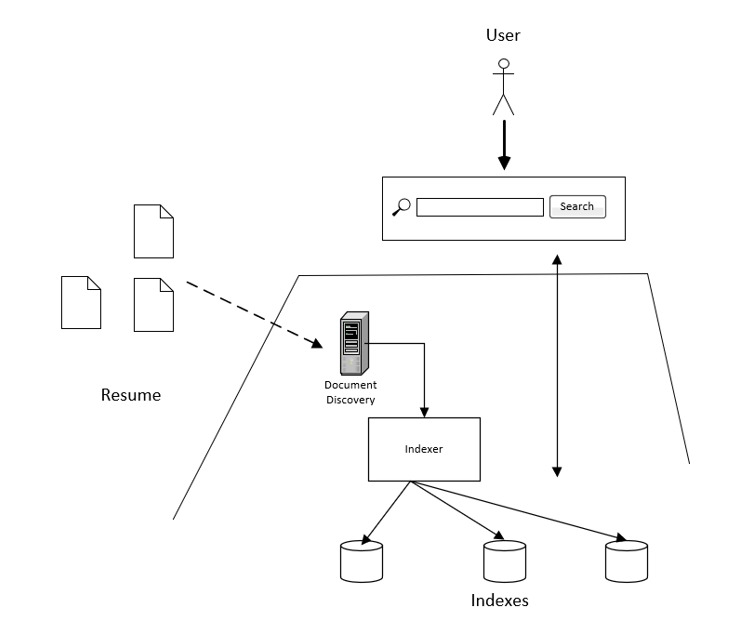 User
Search
Resume
Document
Discovery
Indexer
Indexes